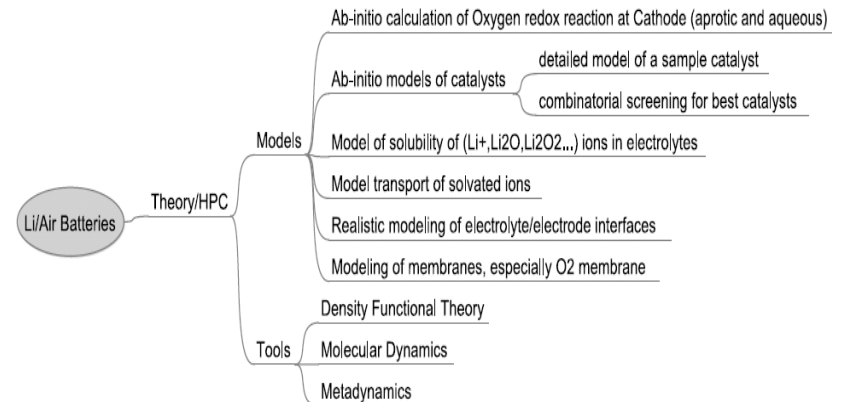 Ab-initio calculation of Oxygen redox reaction at Cathode (aprotic and aqueous)
detailed model of a sample catalyst
Ab-initio models of catalysts
combinatorial screening for best catalysts
Models
Model of solubility of (Li+,Li2O,Li2O2...) ions in electrolytes
Model transport of solvated ions
Theory/HPC
Li/Air Batteries
Realistic modeling of electrolyte/electrode interfaces
Modeling of membranes, especially O2 membrane
Density Functional Theory
Tools
Molecular Dynamics
Metadynamics